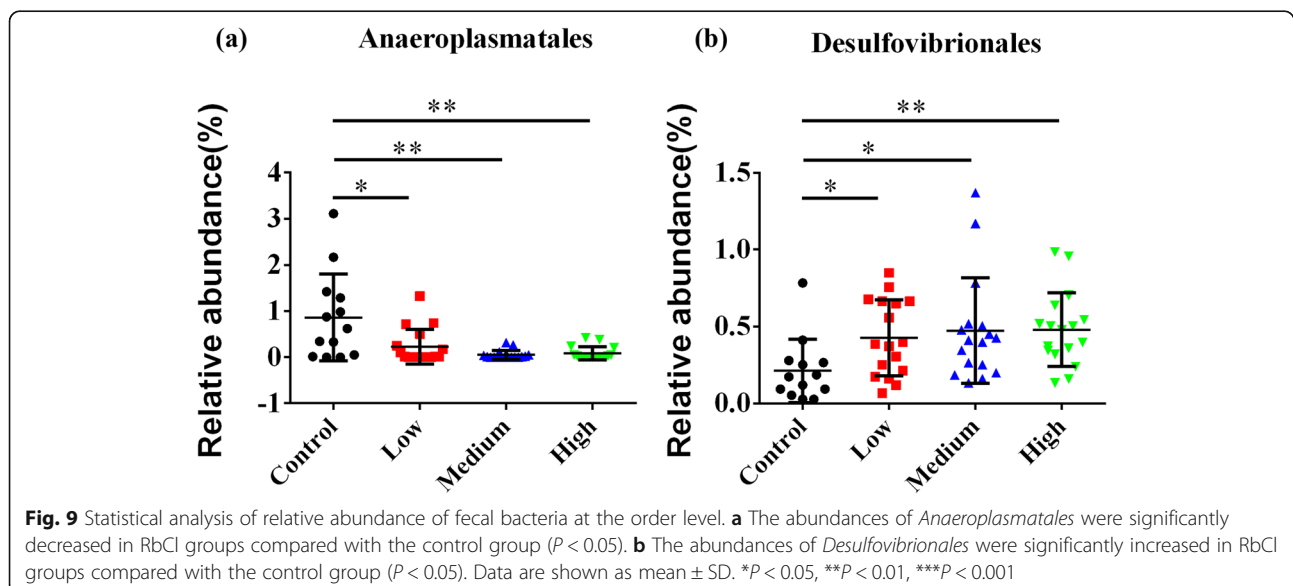 (a) Anaeroplasmatales
(b) Desulfovibrionales
Relative abundance(%)
4
3
2
1
0
-1
**
**
*
Control
Low
Medium
High
Relative abundance(%)
1.5
1.0
0.5
0.0
**
*
*
Control
Low
Medium
High
Fig. 9 Statistical analysis of relative abundance of fecal bacteria at the order level. a The abundances of Anaeroplasmatales were significantly
decreased in RbCl groups compared with the control group (P < 0.05). b The abundances of Desulfovibrionales were significantly increased in RbCl
groups compared with the control group (P < 0.05). Data are shown as mean ± SD. *P < 0.05, **P < 0.01, ***P < 0.001